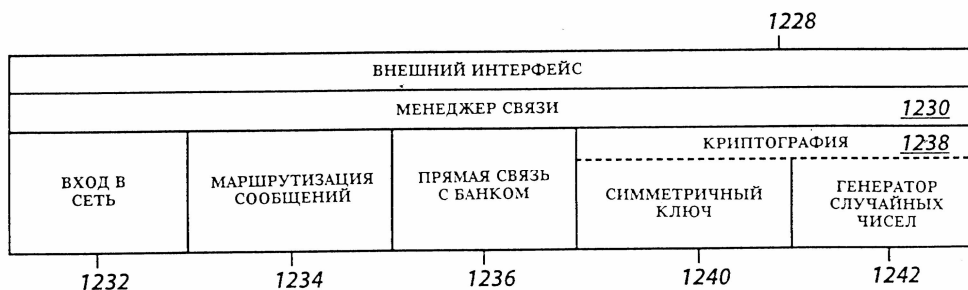 1228
ВНЕШНИЙ ИНТЕРФЕЙС
МЕНЕДЖЕР СВЯЗИ 1230
КРИПТОГРАФИЯ 1238
ВХОД В
СЕТЬ
МАРШРУТИЗАЦИЯ
СООБЩЕНИЙ
ПРЯМАЯ СВЯЗЬ
С БАНКОМ
СИММЕТРИЧНЫЙ
КЛЮЧ
ГЕНЕРАТОР
СЛУЧАЙНЫХ
ЧИСЕЛ
1232 1234 1236 1240 1242